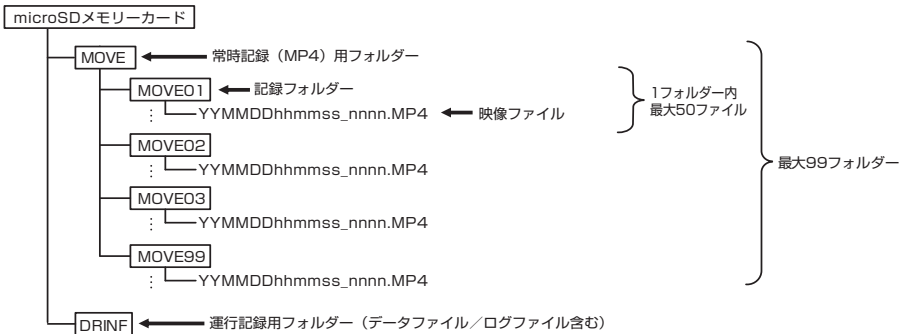 microSDメモリーカード
MOVE
常時記録（MP4）用フォルダー
MOVE01
記録フォルダー
YYMMDDhhmmss_nnnn.MP4
映像ファイル
1フォルダー内
最大50ファイル
MOVE02
YYMMDDhhmmss_nnnn.MP4
最大99フォルダー
MOVE03
YYMMDDhhmmss_nnnn.MP4
MOVE99
YYMMDDhhmmss_nnnn.MP4
DRINF
運行記録用フォルダー（データファイル／ログファイル含む）